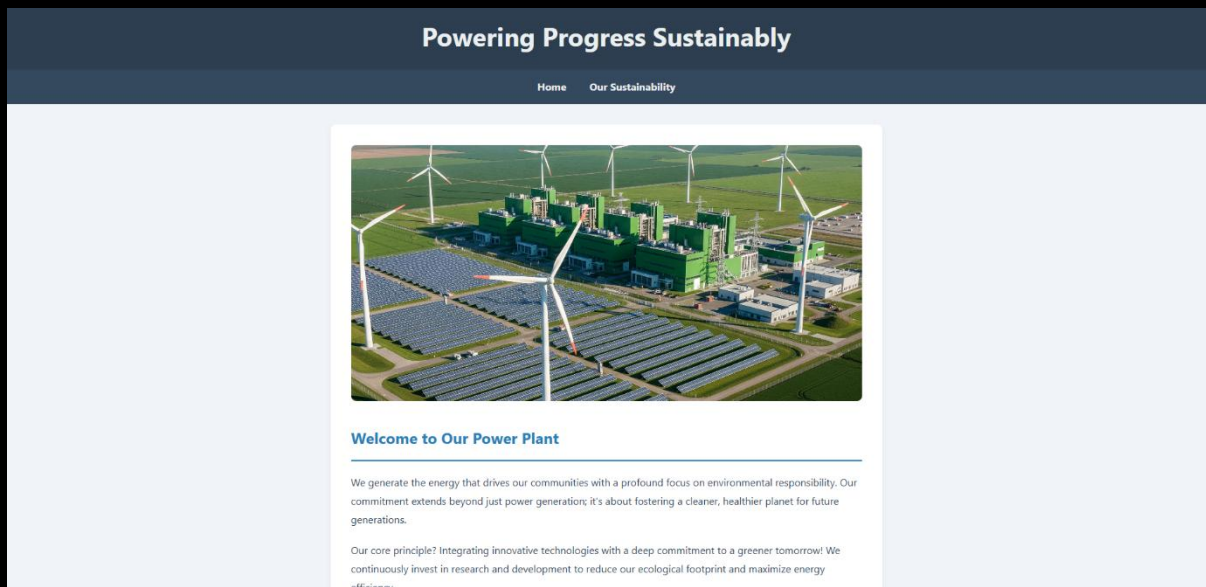 Powering Progress Sustainably
Home Our Sustainability
Welcome to Our Power Plant
We generate the energy that drives our communities with a profound focus on environmental responsibility. Our
commitment extends beyond just power generation; it's about fostering a cleaner, healthier planet for future
generations.
Our core principle? Integrating innovative technologies with a deep commitment to a greener tomorrow! We
continuously invest in research and development to reduce our ecological footprint and maximize energy